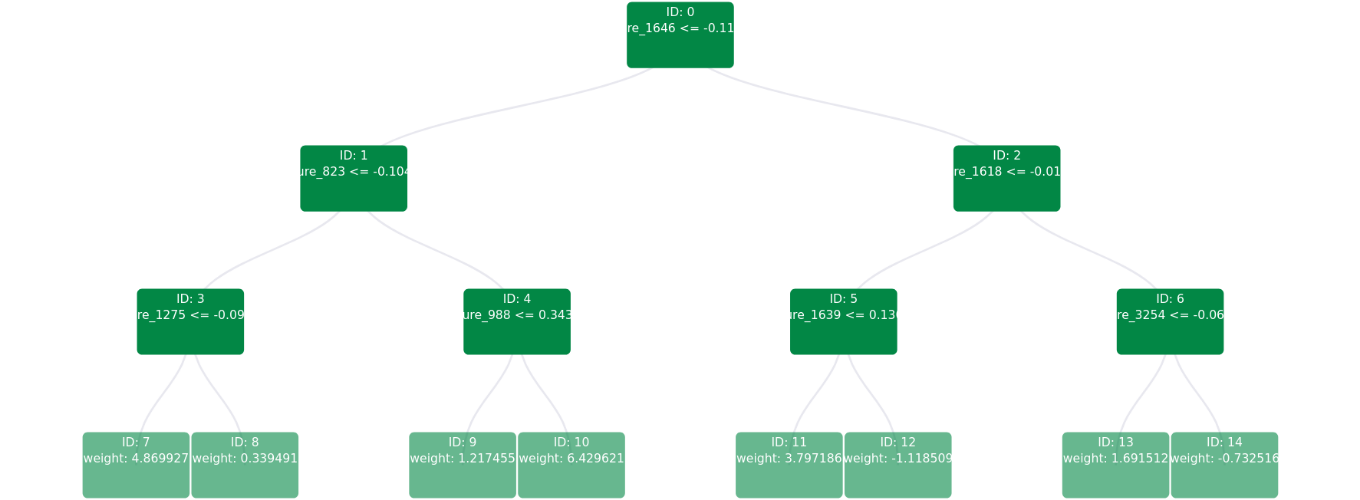 ID: 0
re_1646 <= -0.11
ID: 1
ure_823 <= -0.104
ID: 2
re_1618 <= -0.01
ID: 3
re_1275 <= -0.09
ID: 4
ure_988 <= 0.343
ID: 5
ure_1639 <= 0.130
ID: 6
re_3254 <= -0.06
ID: 7
weight: 4.869927
ID: 8
weight: 0.339491
ID: 9
weight: 1.217455
ID: 10
weight: 6.429621
ID: 11
weight: 3.797186
ID: 12
weight: -1.118509
ID: 13
weight: 1.691512
ID: 14
weight: -0.732516